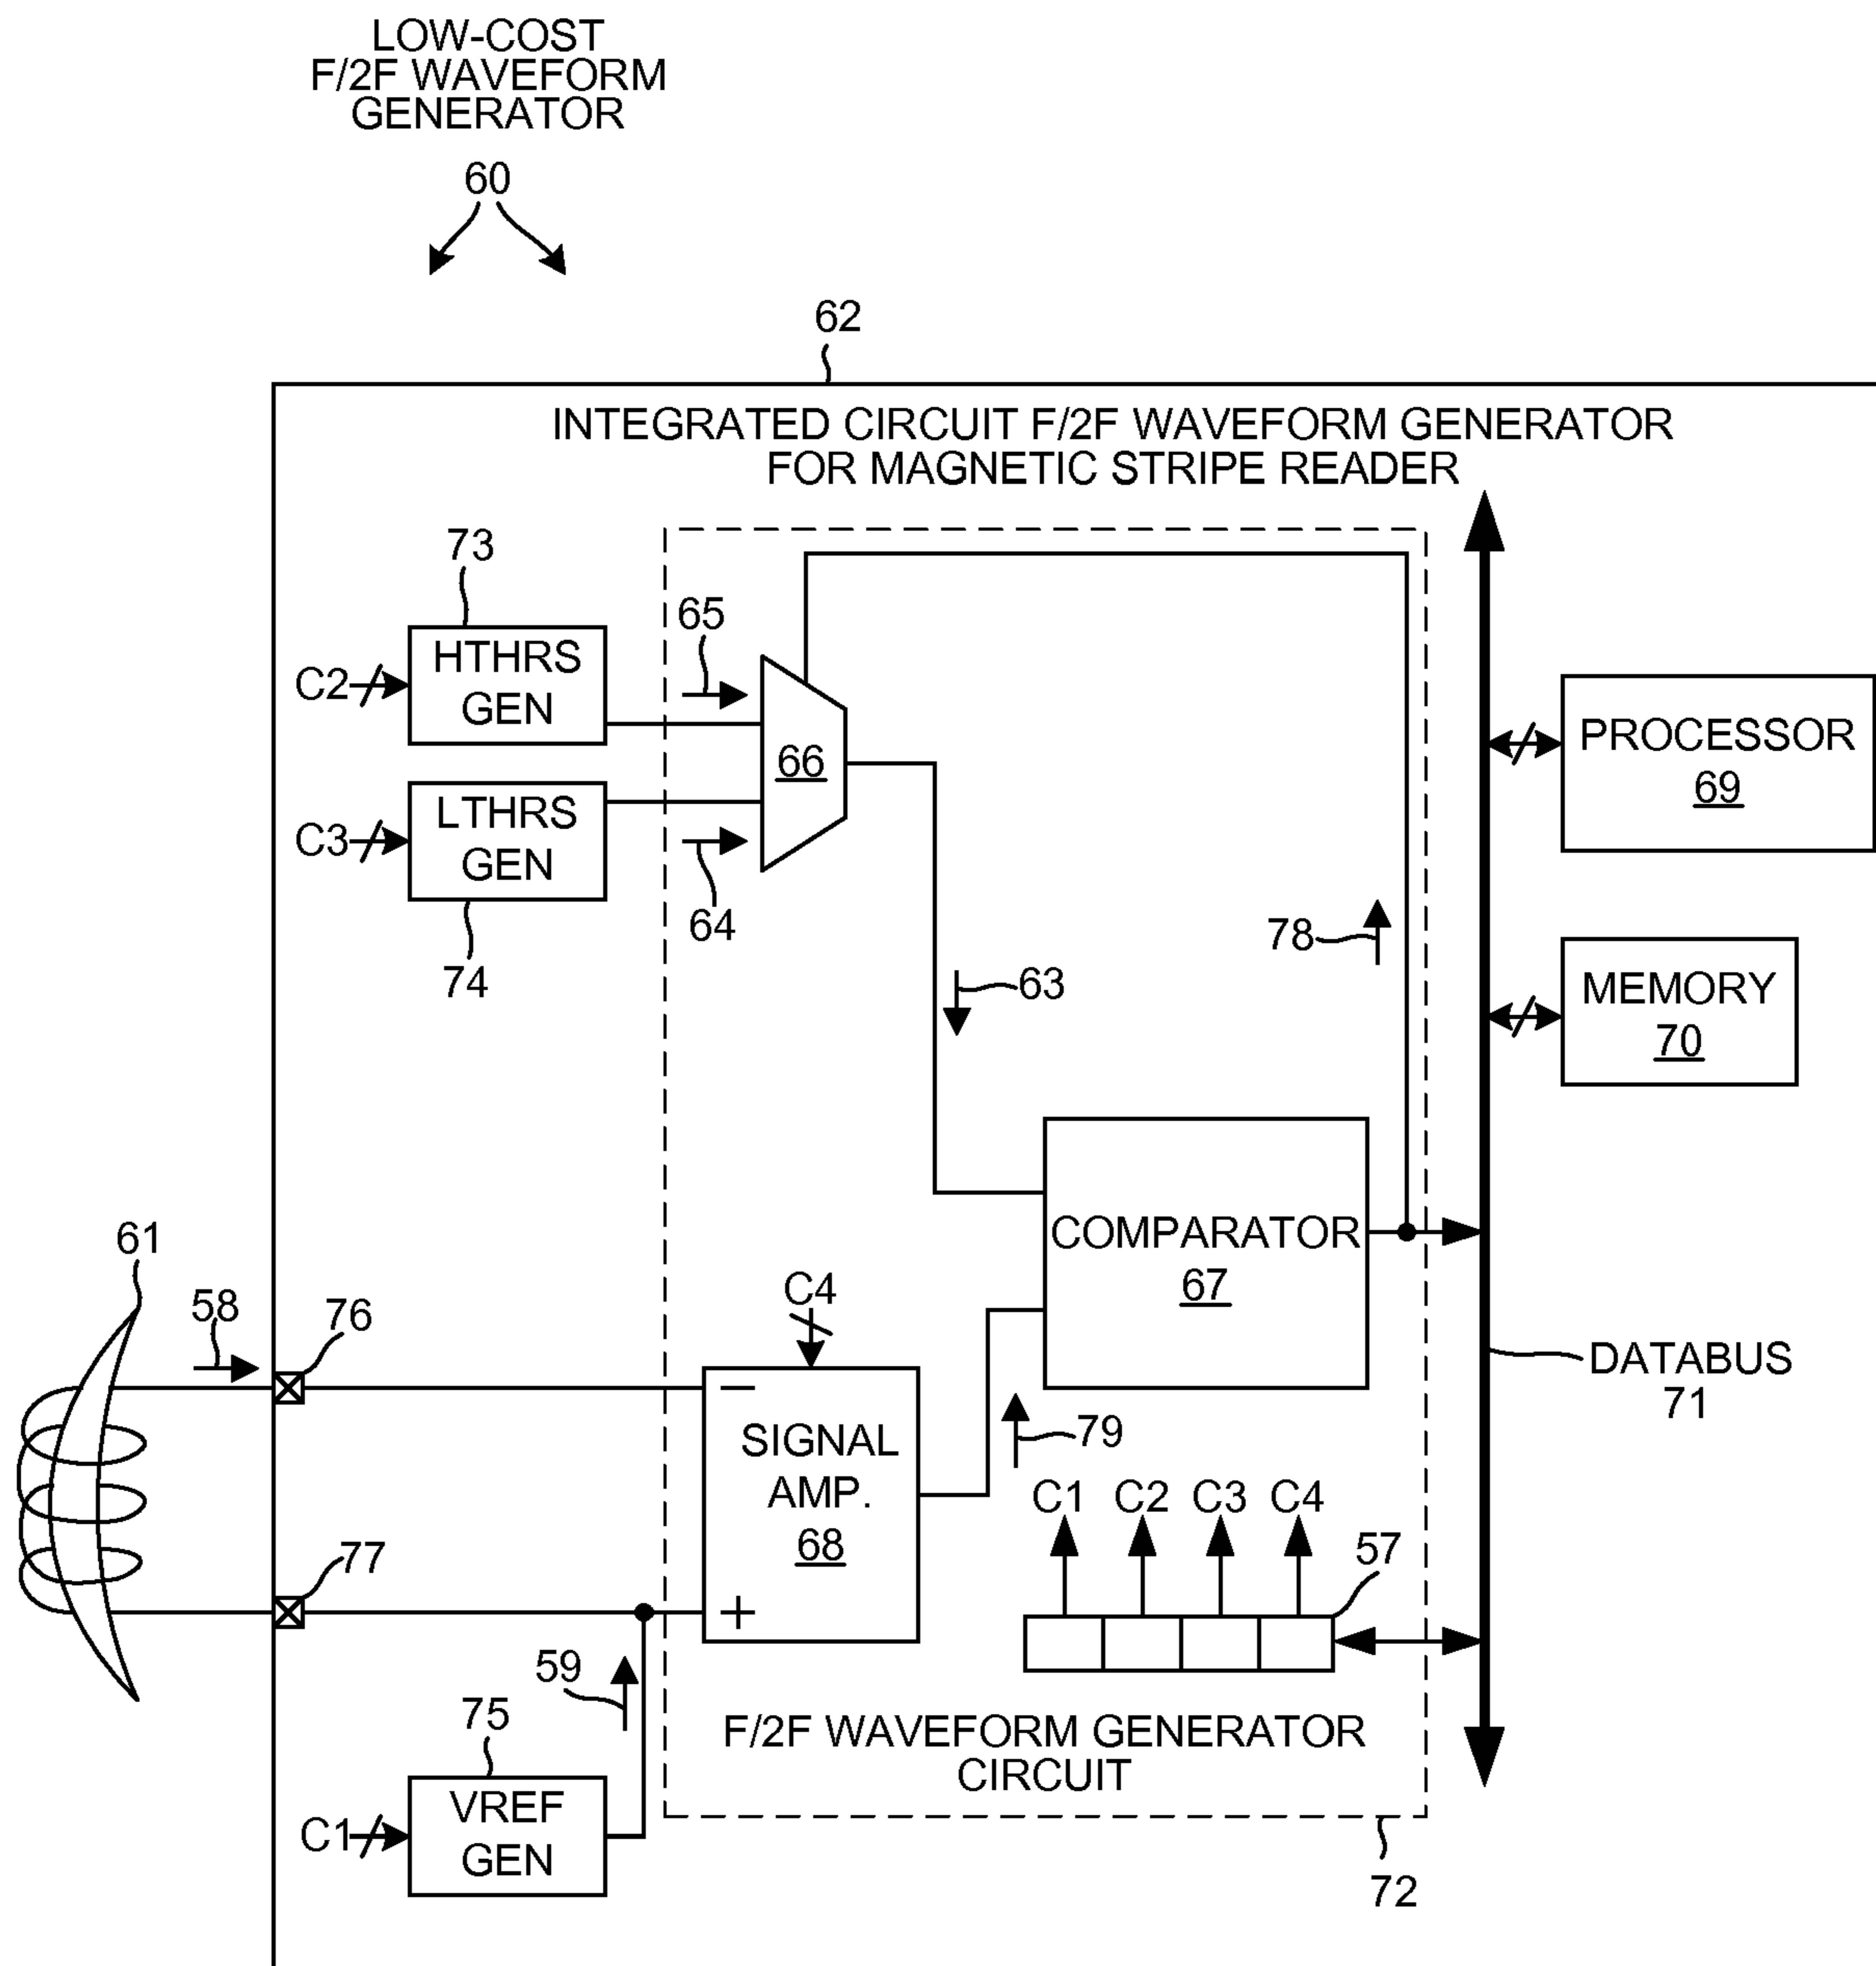 LOW-COST
F/2F WAVEFORM
GENERATOR
60
62
INTEGRATED CIRCUIT F/2F WAVEFORM GENERATOR
FOR MAGNETIC STRIPE READER
73
HTHRS
GEN
C2
65
66
LTHRS
GEN
C3
64
74
63
78
PROCESSOR
69
MEMORY
70
COMPARATOR
67
61
58
76
C4
SIGNAL
AMP.
68
79
DATABUS
71
77
C1 C2 C3 C4
57
59
75
VREF
GEN
C1
F/2F WAVEFORM GENERATOR
CIRCUIT
72